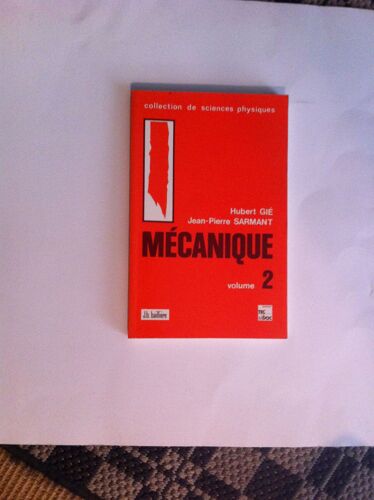 collection de sciences physiques
Hubert GIÉ
Jean-Pierre SARMANT
MÉCANIQUE
volume 2
J.b. baillière
TEC
& DOC